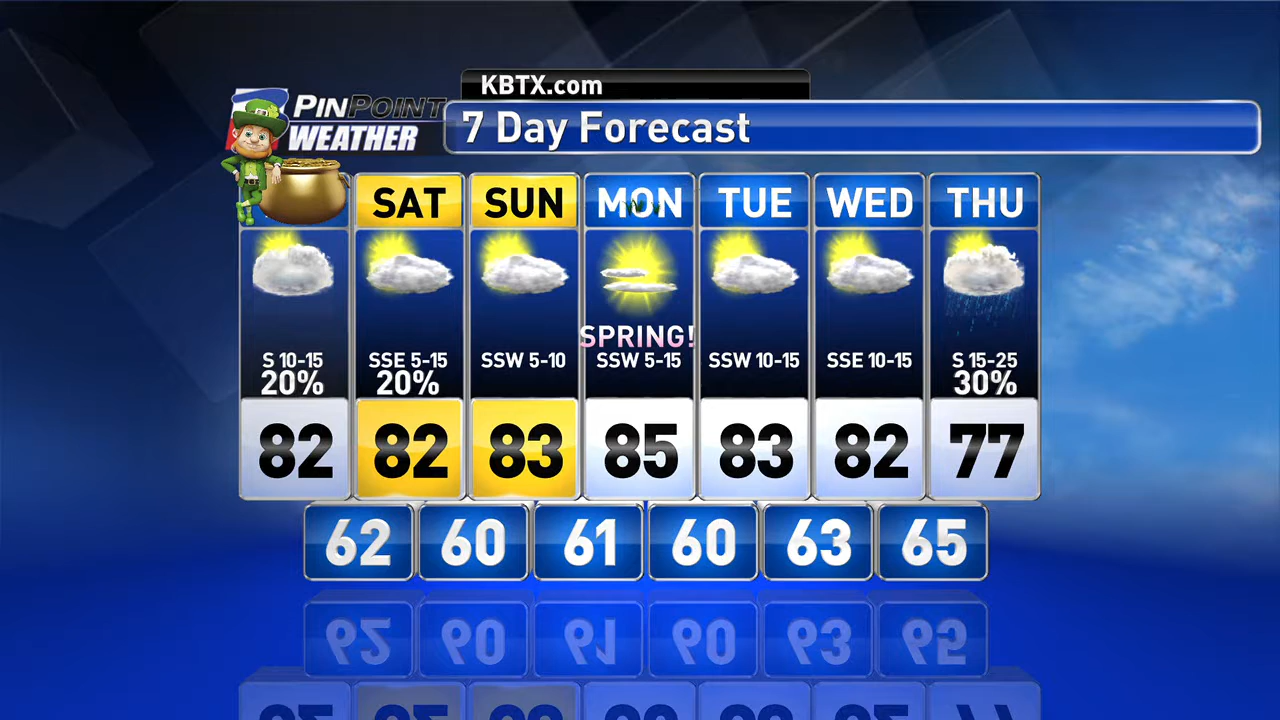 KBTX.com
PINPOINT
WEATHER
7 Day Forecast
SAT SUN MON TUE WED THU
SPRING!
S 10-15 SSE 5-15 SSW 5-10 SSW 5-15 SSW 10-15 SSE 10-15 S 15-25
20% 20% 30%
82 82 83 85 83 82 77
62 60 61 60 63 65